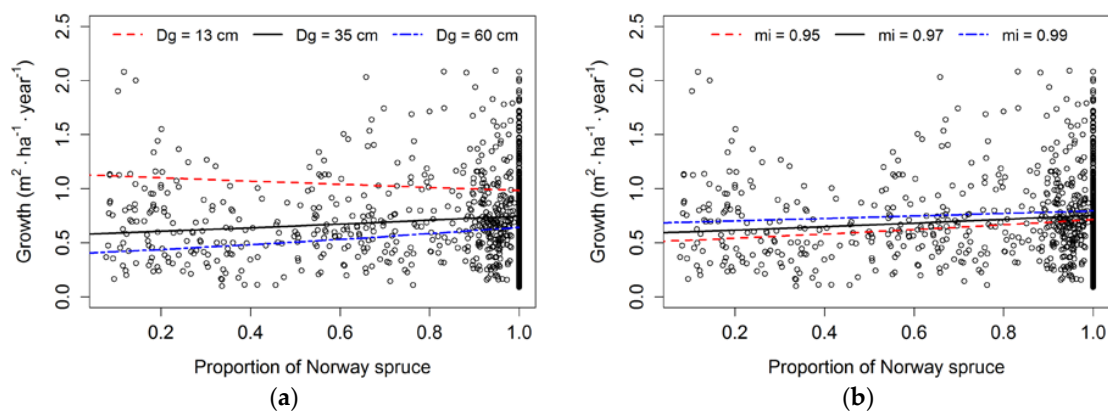 Dg = 13 cm Dg = 35 cm Dg = 60 cm
Growth (m² · ha⁻¹ · year⁻¹)
2.5
2.0
1.5
1.0
0.5
0.0
0.2 0.4 0.6 0.8 1.0
Proportion of Norway spruce
(a)
mi = 0.95 mi = 0.97 mi = 0.99
Growth (m² · ha⁻¹ · year⁻¹)
2.5
2.0
1.5
1.0
0.5
0.0
0.2 0.4 0.6 0.8 1.0
Proportion of Norway spruce
(b)